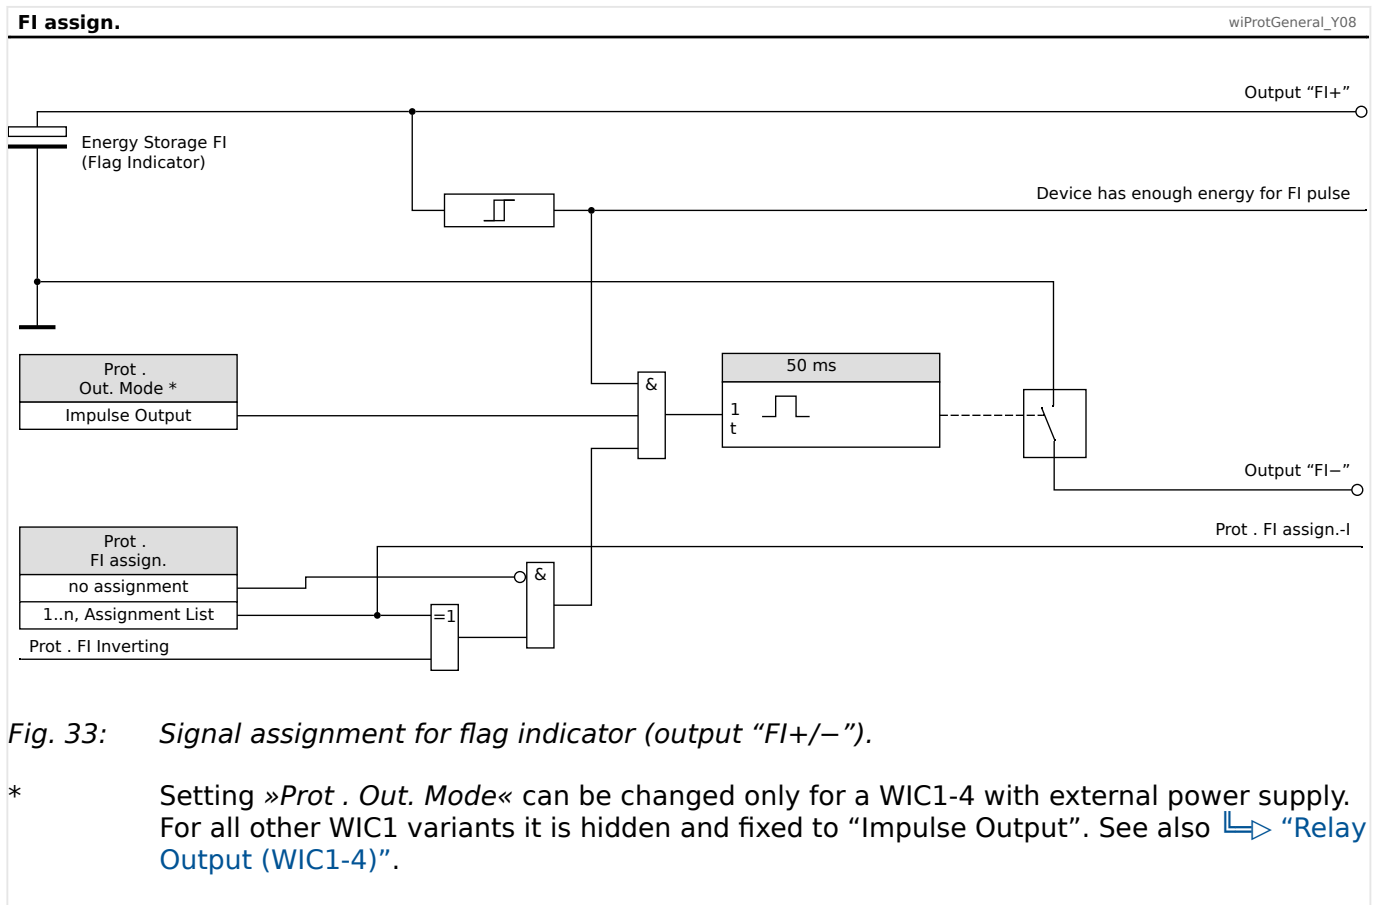 FI assign.
wiProtGeneral_Y08
Output “FI+”
Energy Storage FI
(Flag Indicator)
Device has enough energy for FI pulse
Prot .
Out. Mode *
Impulse Output
&
50 ms
1
t
Output “FI−”
Prot . FI assign.-I
Prot .
FI assign.
no assignment
1..n, Assignment List
&
=1
Prot . FI Inverting
Fig. 33: Signal assignment for flag indicator (output “FI+/−”).
* Setting »Prot . Out. Mode« can be changed only for a WIC1-4 with external power supply.
For all other WIC1 variants it is hidden and fixed to “Impulse Output”. See also “Relay
Output (WIC1-4)”.